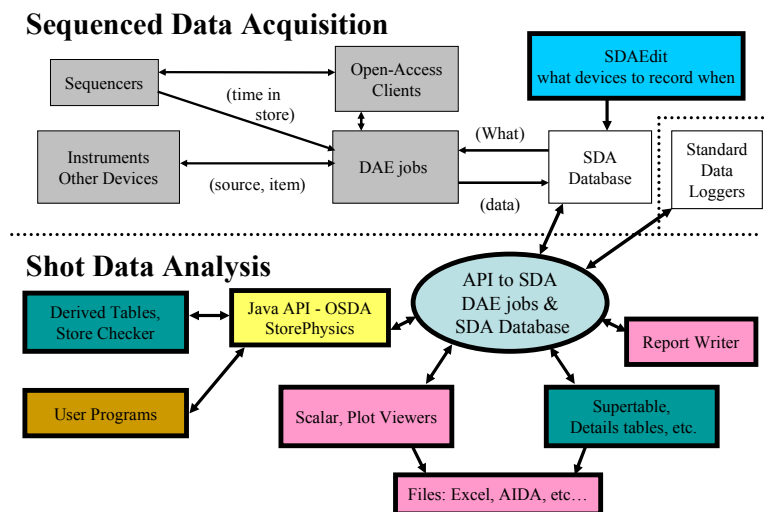 Sequenced Data Acquisition
SDAEdit
what devices to record when
Sequencers
Open-Access
Clients
(time in
store)
Instruments
Other Devices
(source, item)
DAE jobs
(What)
(data)
SDA
Database
Standard
Data
Loggers
Shot Data Analysis
API to SDA
DAE jobs &
SDA Database
Derived Tables,
Store Checker
Java API - OSDA
StorePhysics
Report Writer
User Programs
Scalar, Plot Viewers
Supertable,
Details tables, etc.
Files: Excel, AIDA, etc…